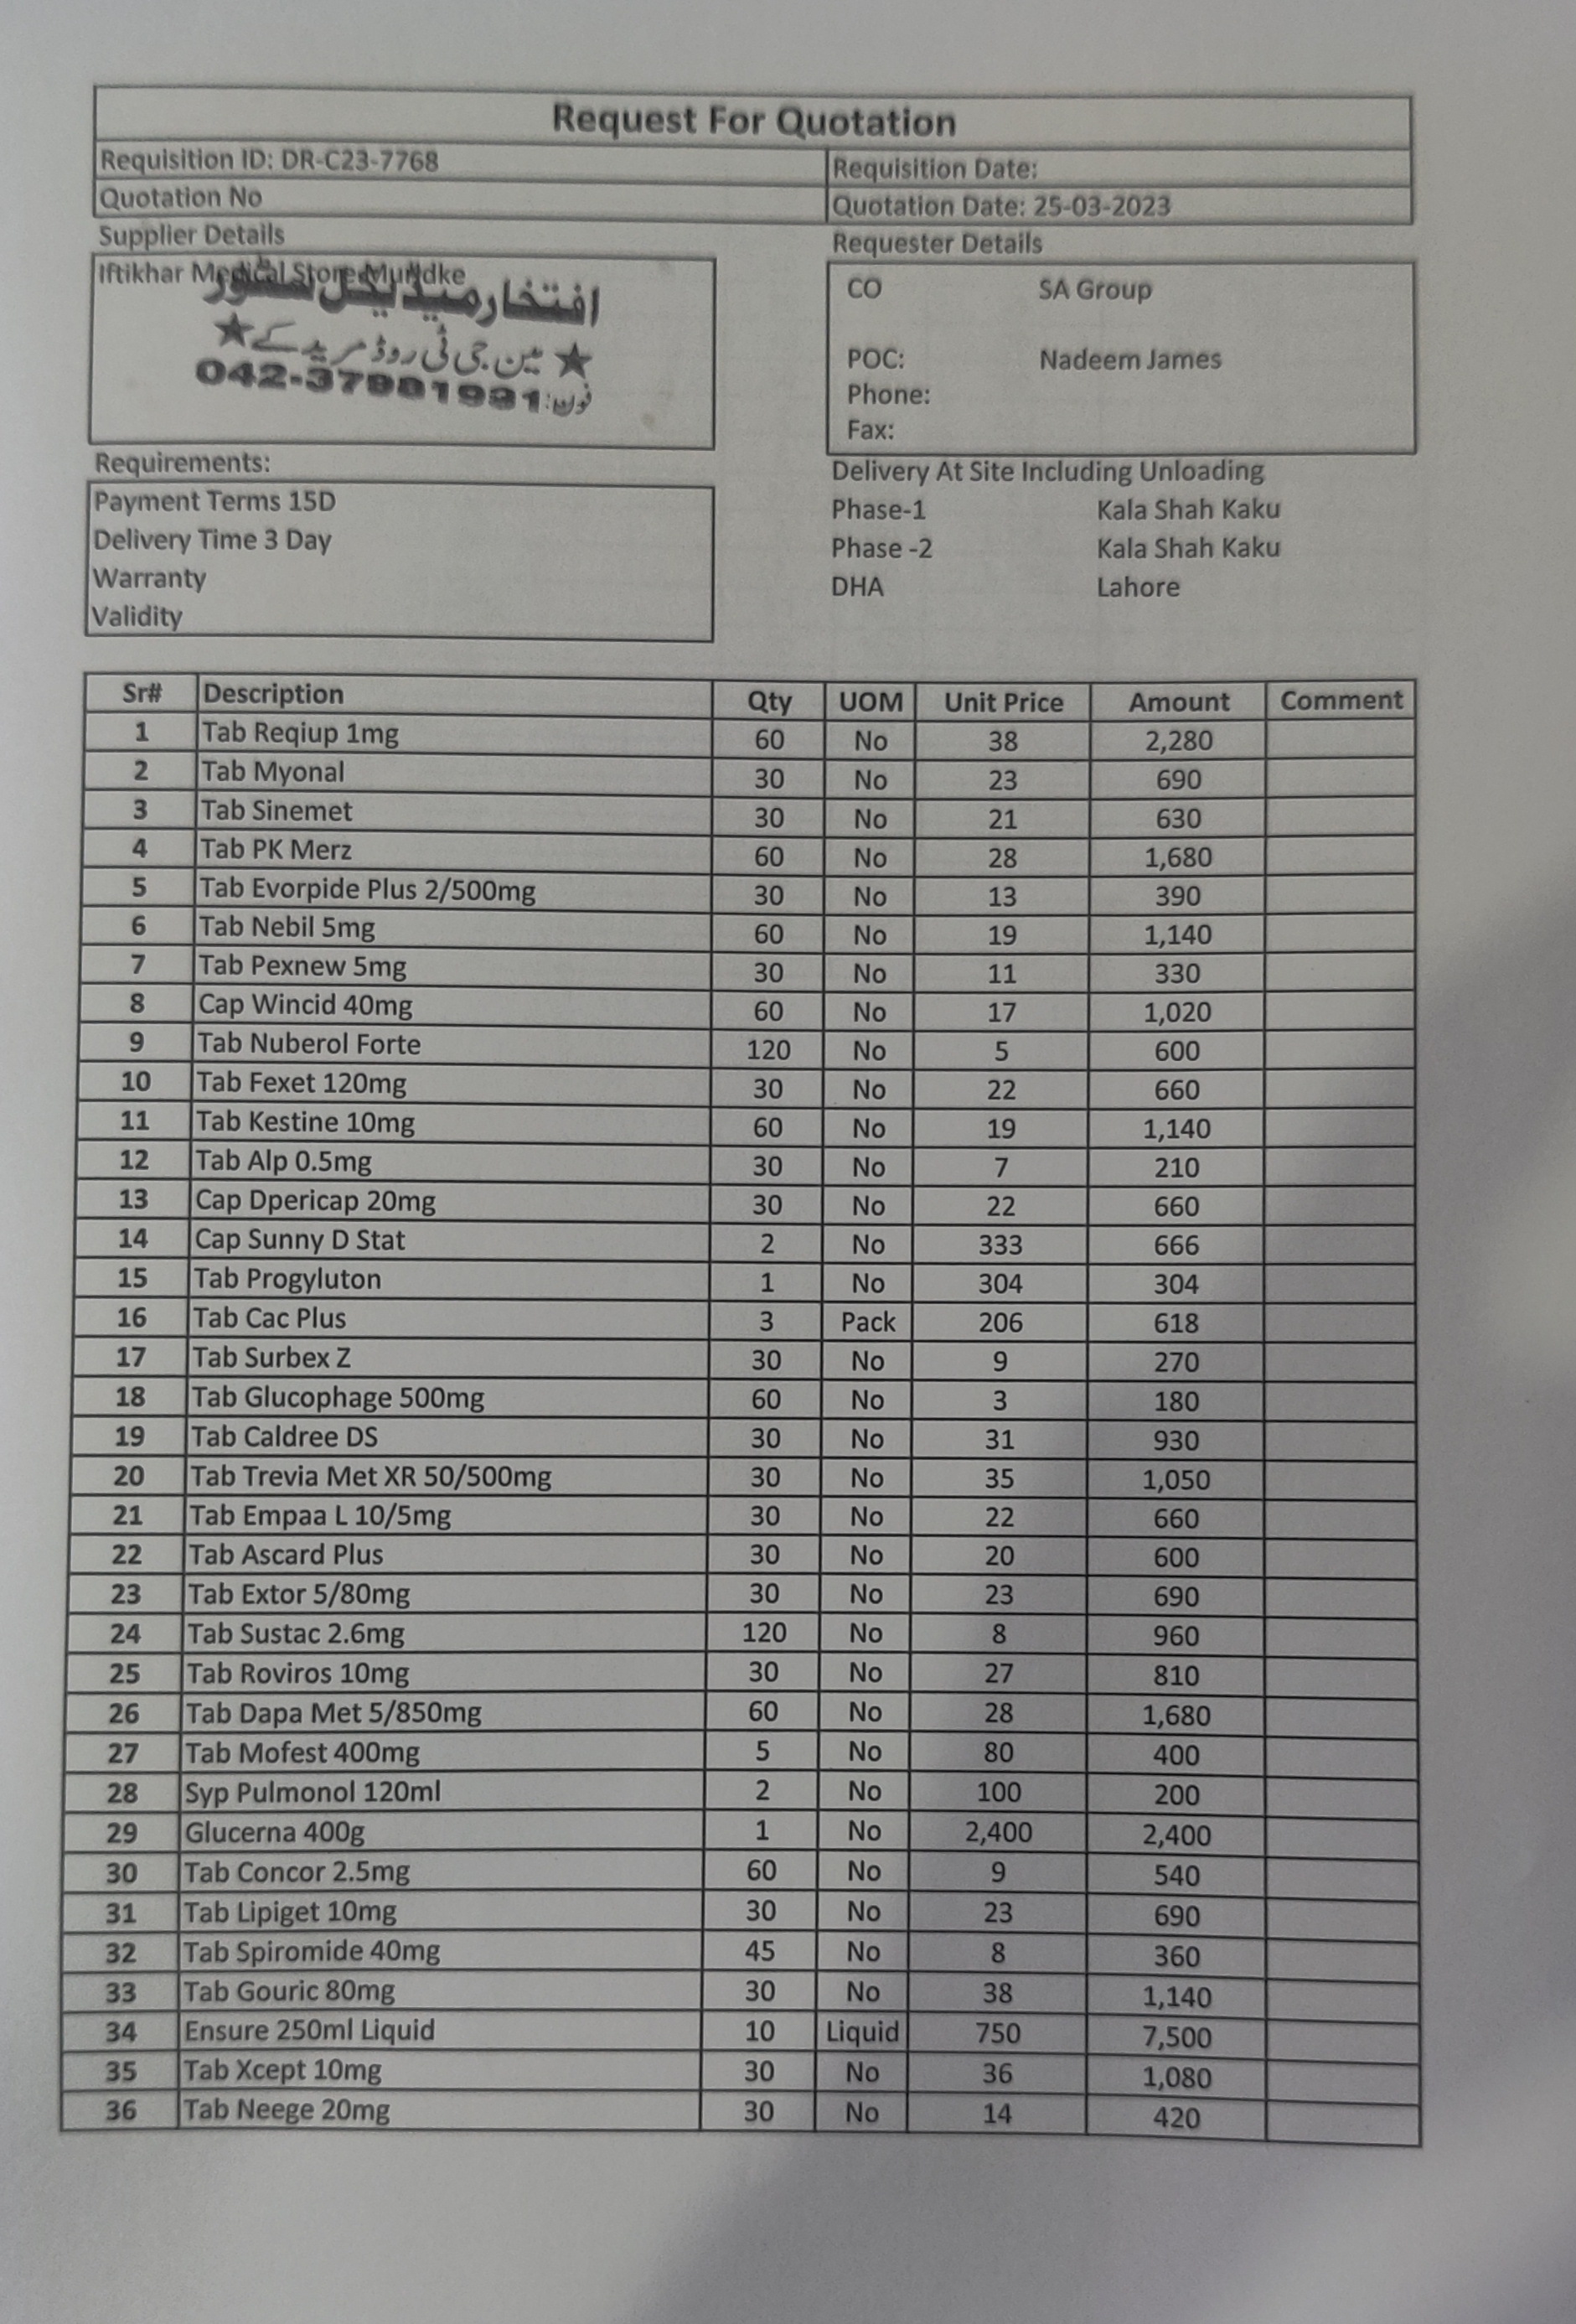 Request For Quotation
Requisition ID: DR-C23-7768 Requisition Date:
Quotation No Quotation Date: 25-03-2023
Supplier Details Requester Details
Iftikhar Medical Store Muridke
افتخار میڈیکل سٹور
★ مین جی ٹی روڈ مریدکے ★
فون:
CO SA Group
POC: Nadeem James
Phone:
Fax:
Requirements: Delivery At Site Including Unloading
Payment Terms 15D Phase-1 Kala Shah Kaku
Delivery Time 3 Day Phase -2 Kala Shah Kaku
Warranty DHA Lahore
Validity
Sr# Description Qty UOM Unit Price Amount Comment
1 Tab Reqiup 1mg 60 No 38 2,280
2 Tab Myonal 30 No 23 690
3 Tab Sinemet 30 No 21 630
4 Tab PK Merz 60 No 28 1,680
5 Tab Evorpide Plus 2/500mg 30 No 13 390
6 Tab Nebil 5mg 60 No 19 1,140
7 Tab Pexnew 5mg 30 No 11 330
8 Cap Wincid 40mg 60 No 17 1,020
9 Tab Nuberol Forte 120 No 5 600
10 Tab Fexet 120mg 30 No 22 660
11 Tab Kestine 10mg 60 No 19 1,140
12 Tab Alp 0.5mg 30 No 7 210
13 Cap Dpericap 20mg 30 No 22 660
14 Cap Sunny D Stat 2 No 333 666
15 Tab Progyluton 1 No 304 304
16 Tab Cac Plus 3 Pack 206 618
17 Tab Surbex Z 30 No 9 270
18 Tab Glucophage 500mg 60 No 3 180
19 Tab Caldree DS 30 No 31 930
20 Tab Trevia Met XR 50/500mg 30 No 35 1,050
21 Tab Empaa L 10/5mg 30 No 22 660
22 Tab Ascard Plus 30 No 20 600
23 Tab Extor 5/80mg 30 No 23 690
24 Tab Sustac 2.6mg 120 No 8 960
25 Tab Roviros 10mg 30 No 27 810
26 Tab Dapa Met 5/850mg 60 No 28 1,680
27 Tab Mofest 400mg 5 No 80 400
28 Syp Pulmonol 120ml 2 No 100 200
29 Glucerna 400g 1 No 2,400 2,400
30 Tab Concor 2.5mg 60 No 9 540
31 Tab Lipiget 10mg 30 No 23 690
32 Tab Spiromide 40mg 45 No 8 360
33 Tab Gouric 80mg 30 No 38 1,140
34 Ensure 250ml Liquid 10 Liquid 750 7,500
35 Tab Xcept 10mg 30 No 36 1,080
36 Tab Neege 20mg 30 No 14 420